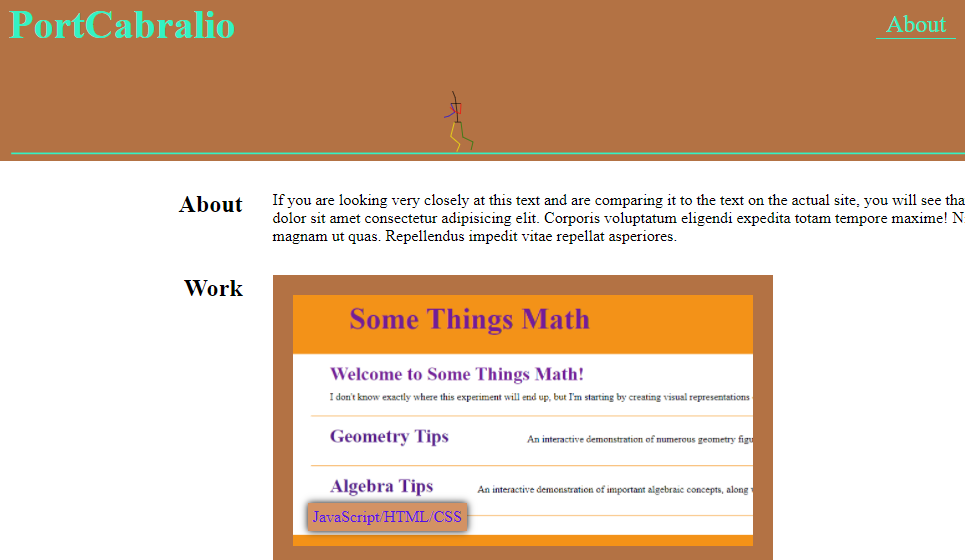 PortCabralio
About
About
If you are looking very closely at this text and are comparing it to the text on the actual site, you will see tha
dolor sit amet consectetur adipisicing elit. Corporis voluptatum eligendi expedita totam tempore maxime! N
magnam ut quas. Repellendus impedit vitae repellat asperiores.
Work
Some Things Math
Welcome to Some Things Math!
I don't know exactly where this experiment will end up, but I'm starting by creating visual representations
Geometry Tips
An interactive demonstration of numerous geometry figu
Algebra Tips
An interactive demonstration of important algebraic concepts, along
JavaScript/HTML/CSS